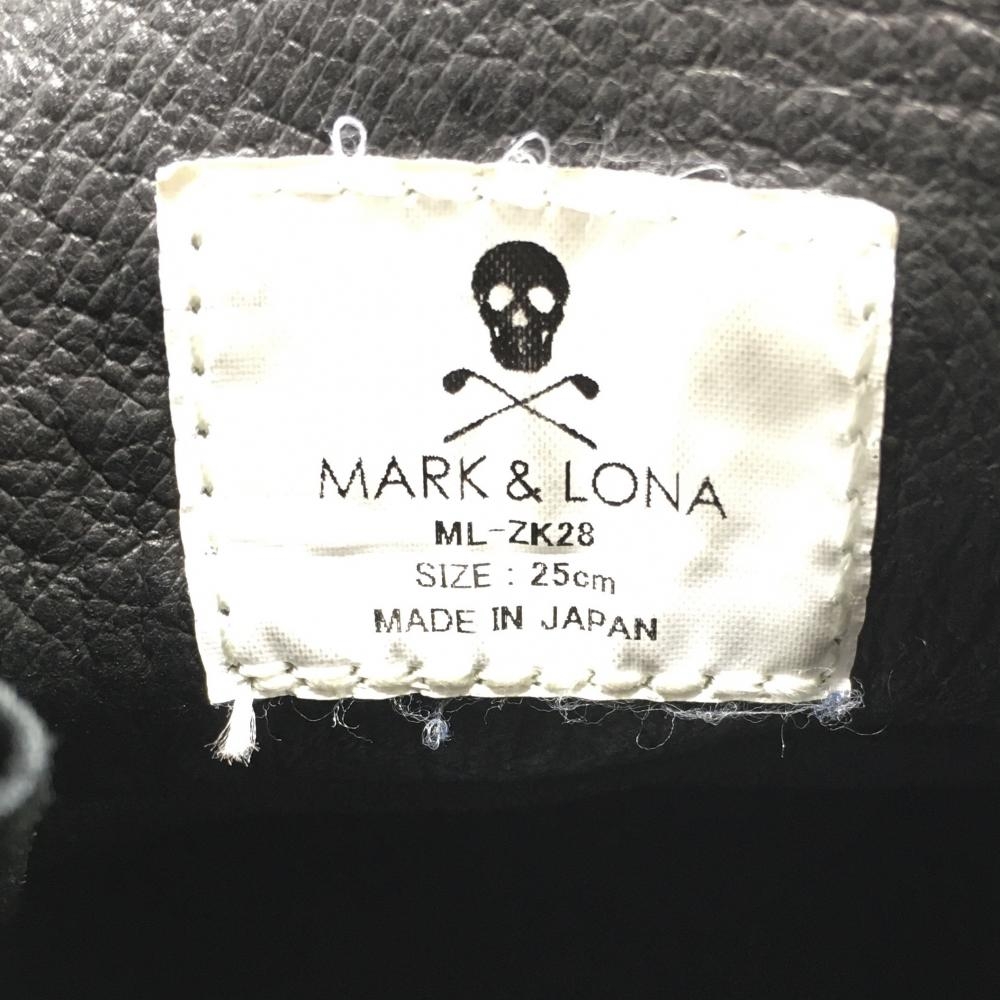 MARK & LONA
ML-ZK28
SIZE : 25cm
MADE IN JAPAN